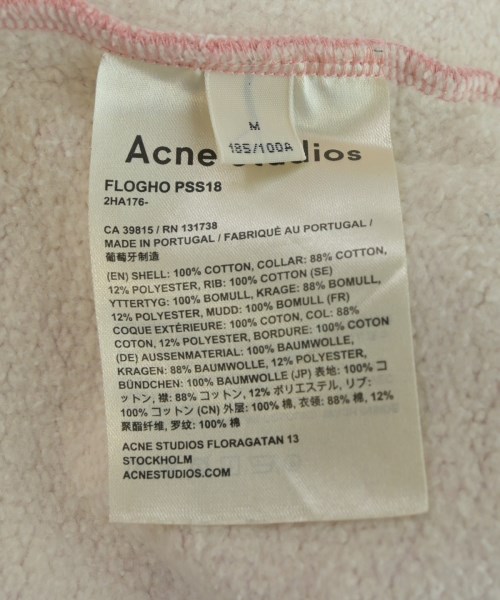 M
185/100A
Acne Studios
FLOGHO PSS18
2HA176-
CA 39815 / RN 131738
MADE IN PORTUGAL / FABRIQUÉ AU PORTUGAL /
葡萄牙制造
(EN) SHELL: 100% COTTON, COLLAR: 88% COTTON,
12% POLYESTER, RIB: 100% COTTON (SE)
YTTERTYG: 100% BOMULL, KRAGE: 88% BOMULL,
12% POLYESTER, MUDD: 100% BOMULL (FR)
COQUE EXTÉRIEURE: 100% COTON, COL: 88%
COTON, 12% POLYESTER, BORDURE: 100% COTON
(DE) AUSSENMATERIAL: 100% BAUMWOLLE,
KRAGEN: 88% BAUMWOLLE, 12% POLYESTER,
BÜNDCHEN: 100% BAUMWOLLE (JP) 表地: 100% コ
ットン, 襟: 88% コットン, 12% ポリエステル, リブ:
100% コットン (CN) 外层: 100% 棉, 衣领: 88% 棉, 12%
聚酯纤维, 罗纹: 100% 棉
ACNE STUDIOS FLORAGATAN 13
STOCKHOLM
ACNESTUDIOS.COM